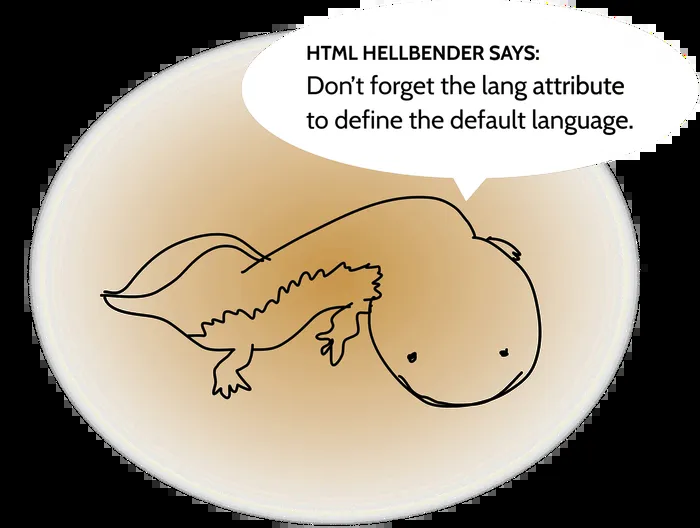 HTML HELLBENDER SAYS:
Don’t forget the lang attribute
to define the default language.